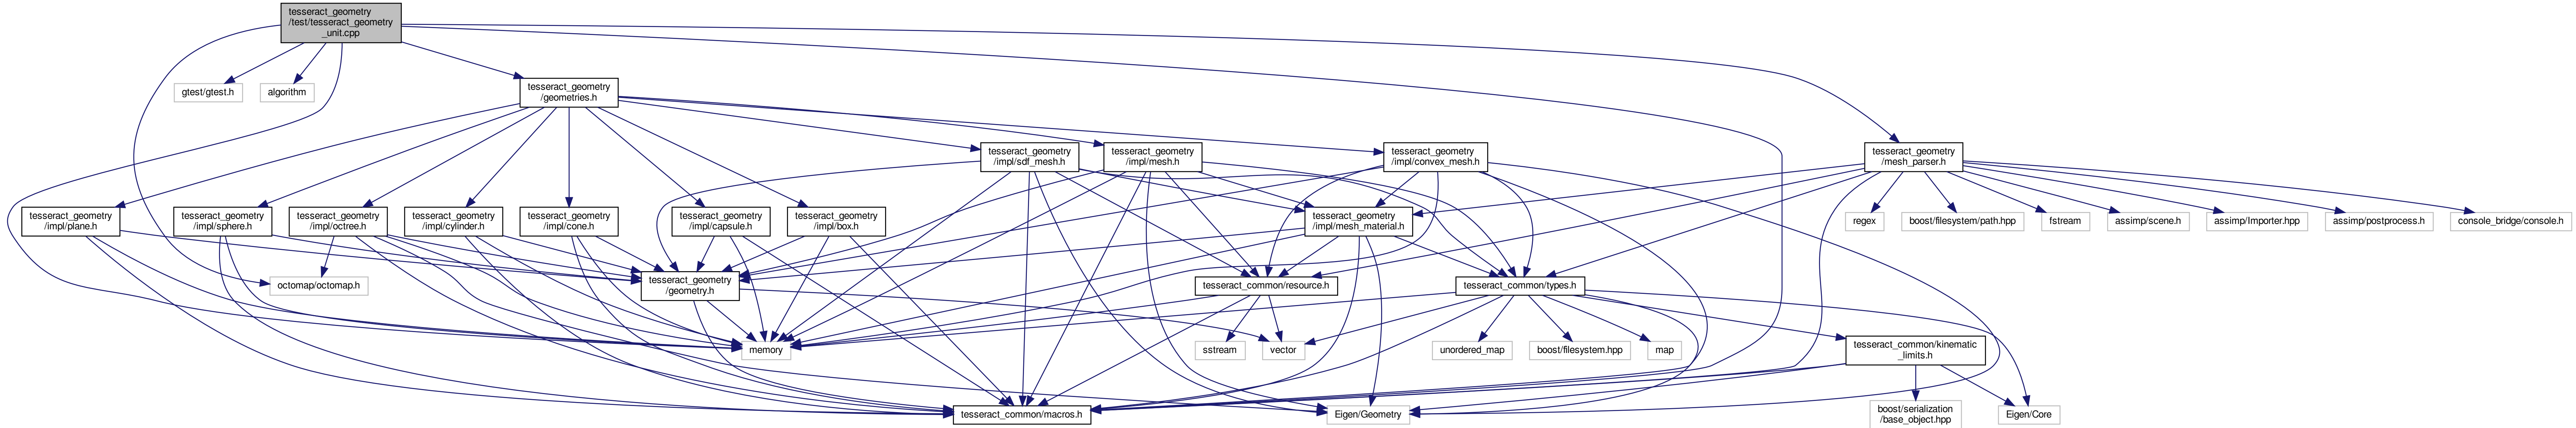 tesseract_geometry
/test/tesseract_geometry
_unit.cpp
gtest/gtest.h
algorithm
tesseract_geometry
/geometries.h
tesseract_geometry
/impl/sdf_mesh.h
tesseract_geometry
/impl/mesh.h
tesseract_geometry
/impl/convex_mesh.h
tesseract_geometry
/mesh_parser.h
tesseract_geometry
/impl/plane.h
tesseract_geometry
/impl/sphere.h
tesseract_geometry
/impl/octree.h
tesseract_geometry
/impl/cylinder.h
tesseract_geometry
/impl/cone.h
tesseract_geometry
/impl/capsule.h
tesseract_geometry
/impl/box.h
tesseract_geometry
/impl/mesh_material.h
regex
boost/filesystem/path.hpp
fstream
assimp/scene.h
assimp/Importer.hpp
assimp/postprocess.h
console_bridge/console.h
octomap/octomap.h
tesseract_geometry
/geometry.h
tesseract_common/resource.h
tesseract_common/types.h
memory
sstream
vector
unordered_map
boost/filesystem.hpp
map
tesseract_common/kinematic
_limits.h
tesseract_common/macros.h
Eigen/Geometry
boost/serialization
/base_object.hpp
Eigen/Core